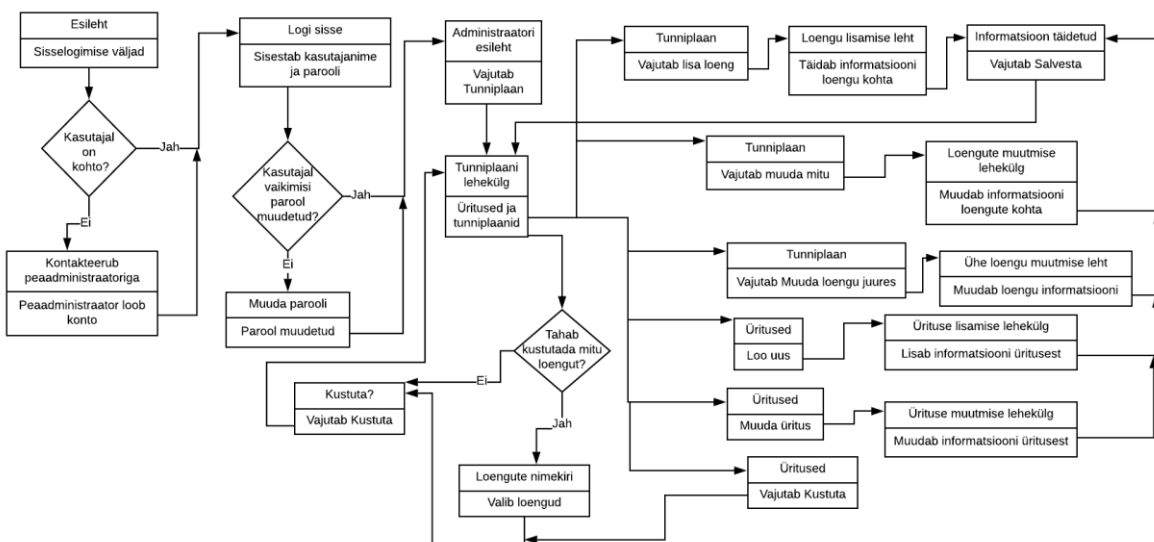 Esileht
Sisselogimise väljad
Kasutajal
on
kohto?
Jah
Ei
Kontakteerub
peaadministraatoriga
Peaadministraator loob
konto
Logi sisse
Sisestab kasutajanime
ja parooli
Kasutajal
vaikimisi
parool
muudetud?
Jah
Ei
Muuda parooli
Parool muudetud
Administraatori
esileht
Vajutab
Tunniplaan
Tunniplaani
lehekülg
Üritused ja
tunniplaanid
Tahab
kustutada mitu
loengut?
Ei
Jah
Kustuta?
Vajutab Kustuta
Loengute nimekiri
Valib loengud
Tunniplaan
Vajutab lisa loeng
Loengu lisamise leht
Täidab informatsiooni
loengu kohta
Informatsioon täidetud
Vajutab Salvesta
Tunniplaan
Vajutab muuda mitu
Loengute muutmise
lehekülg
Muudab informatsiooni
loengute kohta
Tunniplaan
Vajutab Muuda loengu juures
Ühe loengu muutmise leht
Muudab loengu informatsiooni
Üritused
Loo uus
Ürituse lisamise lehekülg
Lisab informatsiooni üritusest
Üritused
Muuda üritus
Ürituse muutmise lehekülg
Muudab informatsiooni üritusest
Üritused
Vajutab Kustuta